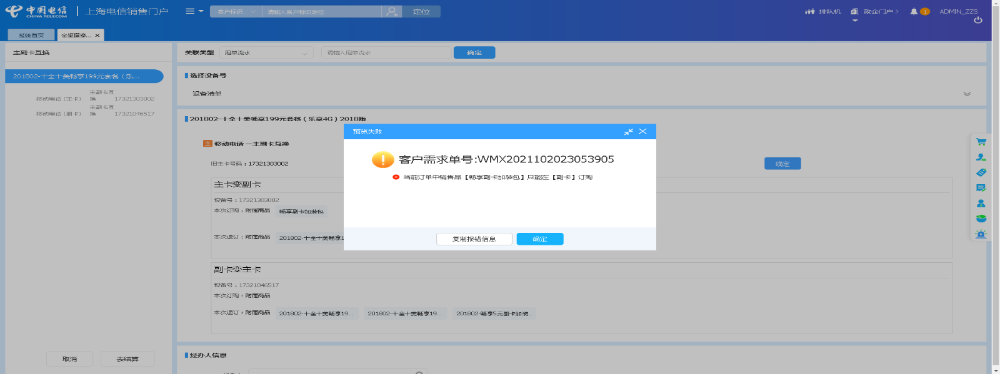 中国电信
CHINA TELECOM
上海电信销售门户
客户标识
请输入客户标识定位
定位
排队机
政企门户
1
ADMIN_ZZS
系统首页
全渠道变...
主副卡互换
关联类型
甩单流水
请输入甩单流水
确定
201802-十全十美畅享199元套餐（乐...
移动电话 (主卡)
主副卡互换
17321303002
移动电话 (副卡)
主副卡互换
17321046517
选择设备号
设备清单
201802-十全十美畅享199元套餐（乐享4G）2018版
主 移动电话 —主副卡互换
旧主卡号码：17321303002
确定
主卡变副卡
设备号：17321303002
本次订购：附属商品
畅享副卡加装包
本次退订：附属商品
201802-十全十美畅享1
副卡变主卡
设备号：17321046517
本次订购：附属商品
本次退订：附属商品
201802-十全十美畅享19...
201802-十全十美畅享19...
201802-畅享5元副卡加装..
经办人信息
取消
去结算
预览失败
客户需求单号:WMX2021102023053905
当前订单中销售品【畅享副卡加装包】只能在【副卡】订购
复制报错信息
确定